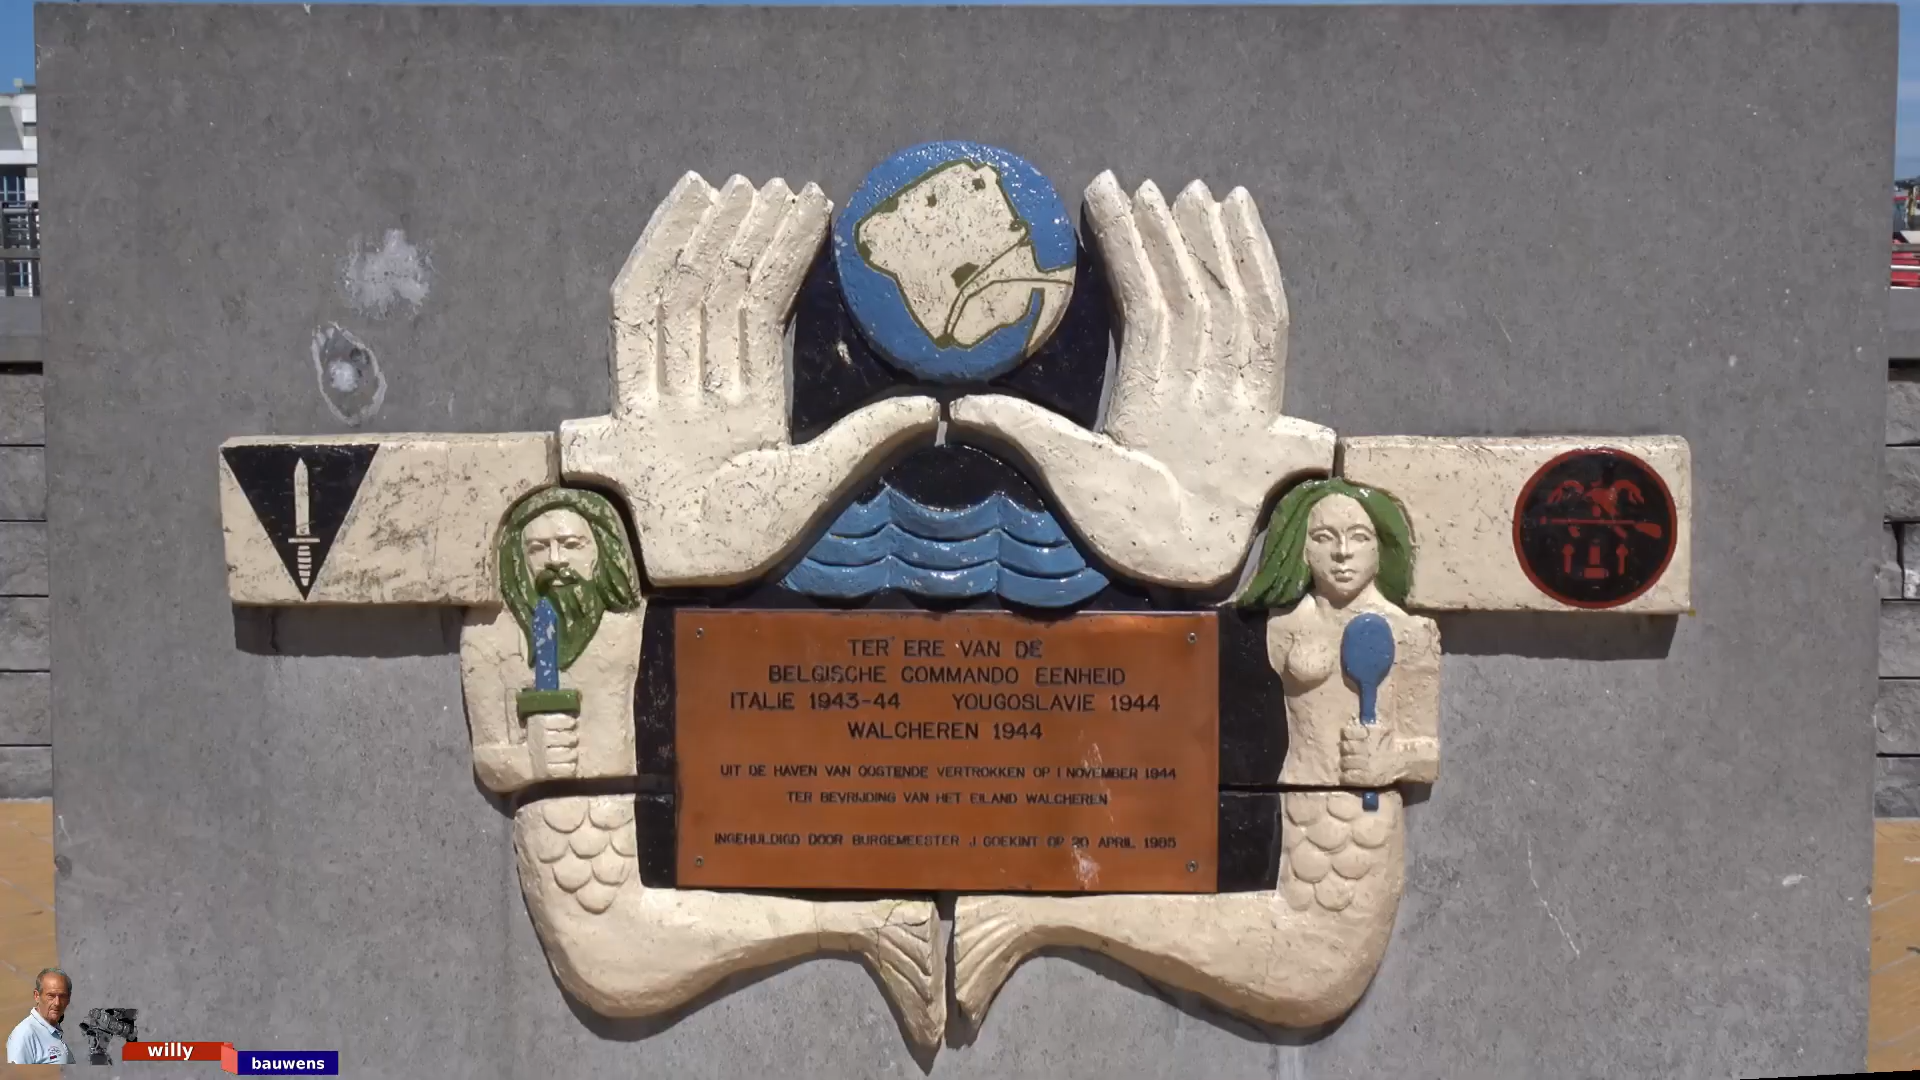 TER ERE VAN DE
BELGISCHE COMMANDO EENHEID
ITALIE 1943-44 YOUGOSLAVIE 1944
WALCHEREN 1944
UIT DE HAVEN VAN OOSTENDE VERTROKKEN OP 1 NOVEMBER 1944
TER BEVRIJDING VAN HET EILAND WALCHEREN
INGEHULDIGD DOOR BURGEMEESTER J GOEKINT OP 20 APRIL 1985
willy
bauwens